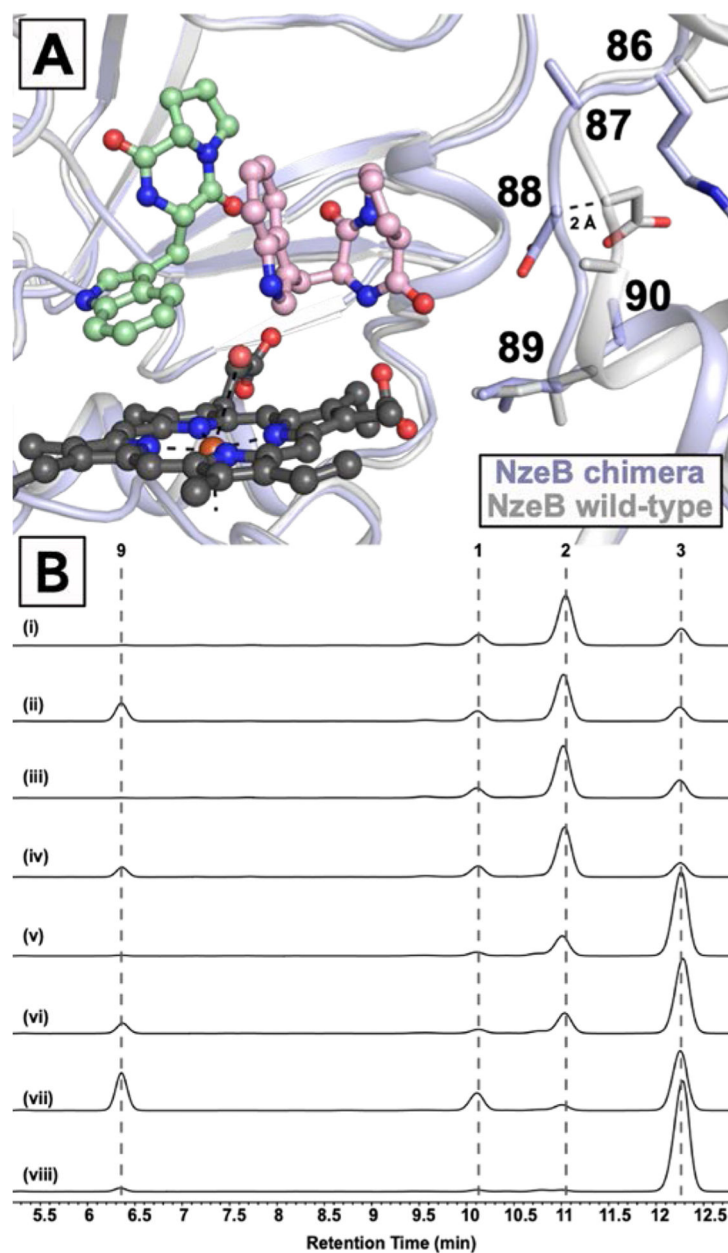 A
86
87
88
2 Å
90
89
NzeB chimera
NzeB wild-type
B
9 1 2 3
(i)
(ii)
(iii)
(iv)
(v)
(vi)
(vii)
(viii)
5.5 6 6.5 7 7.5 8 8.5 9 9.5 10 10.5 11 11.5 12 12.5
Retention Time (min)